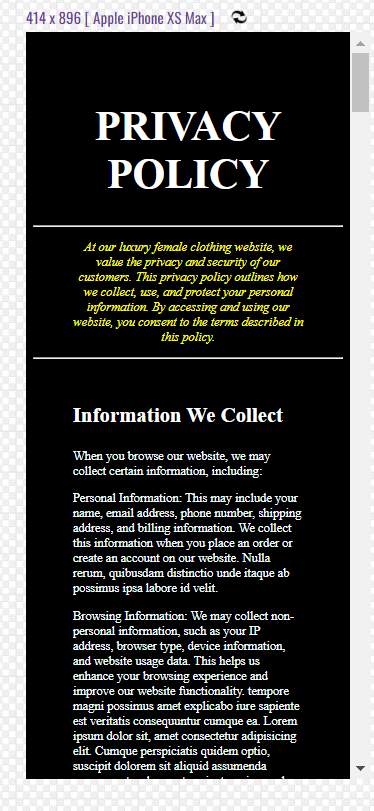 414 x 896 [ Apple iPhone XS Max ]
PRIVACY
POLICY
At our luxury female clothing website, we
value the privacy and security of our
customers. This privacy policy outlines how
we collect, use, and protect your personal
information. By accessing and using our
website, you consent to the terms described in
this policy.
Information We Collect
When you browse our website, we may
collect certain information, including:
Personal Information: This may include your
name, email address, phone number, shipping
address, and billing information. We collect
this information when you place an order or
create an account on our website. Nulla
rerum, quibusdam distinctio unde itaque ab
possimus ipsa labore id velit.
Browsing Information: We may collect non-
personal information, such as your IP
address, browser type, device information,
and website usage data. This helps us
enhance your browsing experience and
improve our website functionality. tempore
magni possimus amet explicabo iure sapiente
est veritatis consequuntur cumque ea. Lorem
ipsum dolor sit, amet consectetur adipisicing
elit. Cumque perspiciatis quidem optio,
suscipit dolorem sit aliquid assumenda